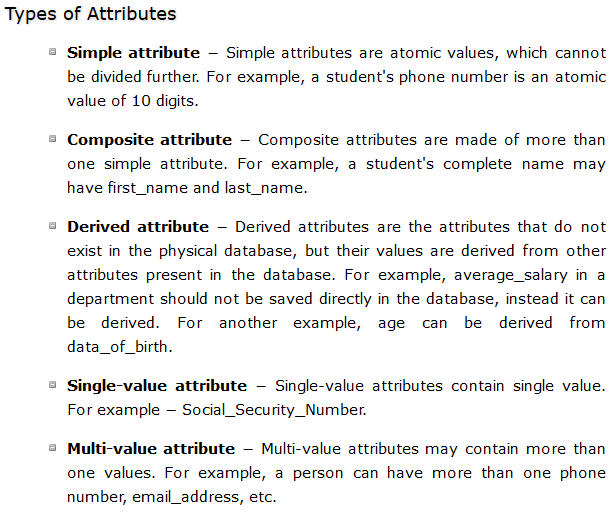 Types of Attributes
Simple attribute − Simple attributes are atomic values, which cannot
be divided further. For example, a student's phone number is an atomic
value of 10 digits.
Composite attribute − Composite attributes are made of more than
one simple attribute. For example, a student's complete name may
have first_name and last_name.
Derived attribute − Derived attributes are the attributes that do not
exist in the physical database, but their values are derived from other
attributes present in the database. For example, average_salary in a
department should not be saved directly in the database, instead it can
be derived. For another example, age can be derived from
data_of_birth.
Single-value attribute − Single-value attributes contain single value.
For example − Social_Security_Number.
Multi-value attribute − Multi-value attributes may contain more than
one values. For example, a person can have more than one phone
number, email_address, etc.